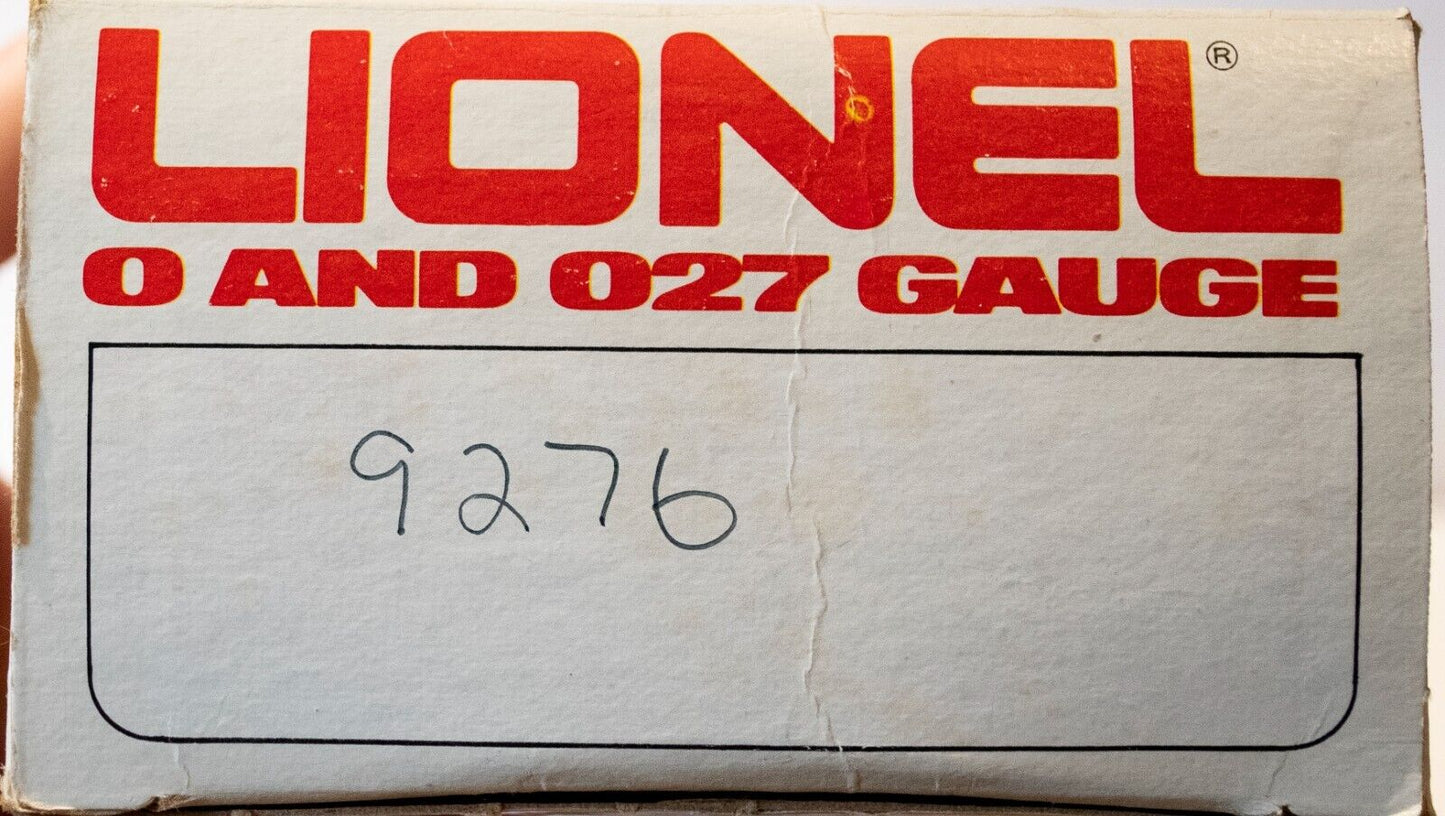 LIONEL®
O AND O27 GAUGE
9276